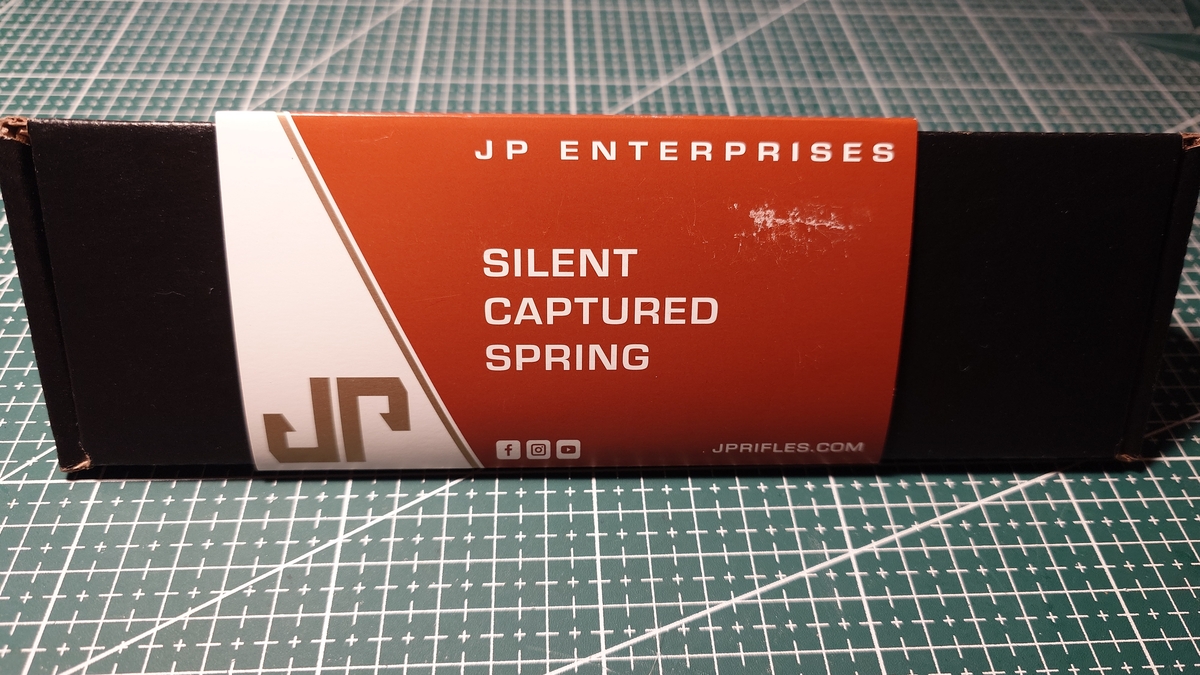 JP ENTERPRISES
SILENT
CAPTURED
SPRING
JP
JPRIFLES.COM